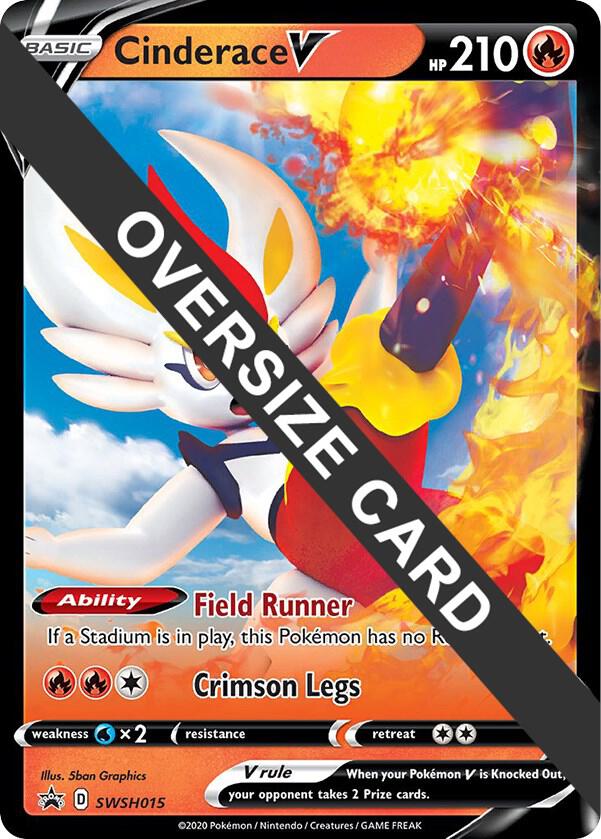 BASIC
Cinderace V
HP 210
OVERSIZE CARD
Ability Field Runner
If a Stadium is in play, this Pokémon has no
Crimson Legs
weakness ×2 resistance retreat
Illus. 5ban Graphics
V rule When your Pokémon V is Knocked Out,
your opponent takes 2 Prize cards.
D SWSH015
©2020 Pokémon / Nintendo / Creatures / GAME FREAK